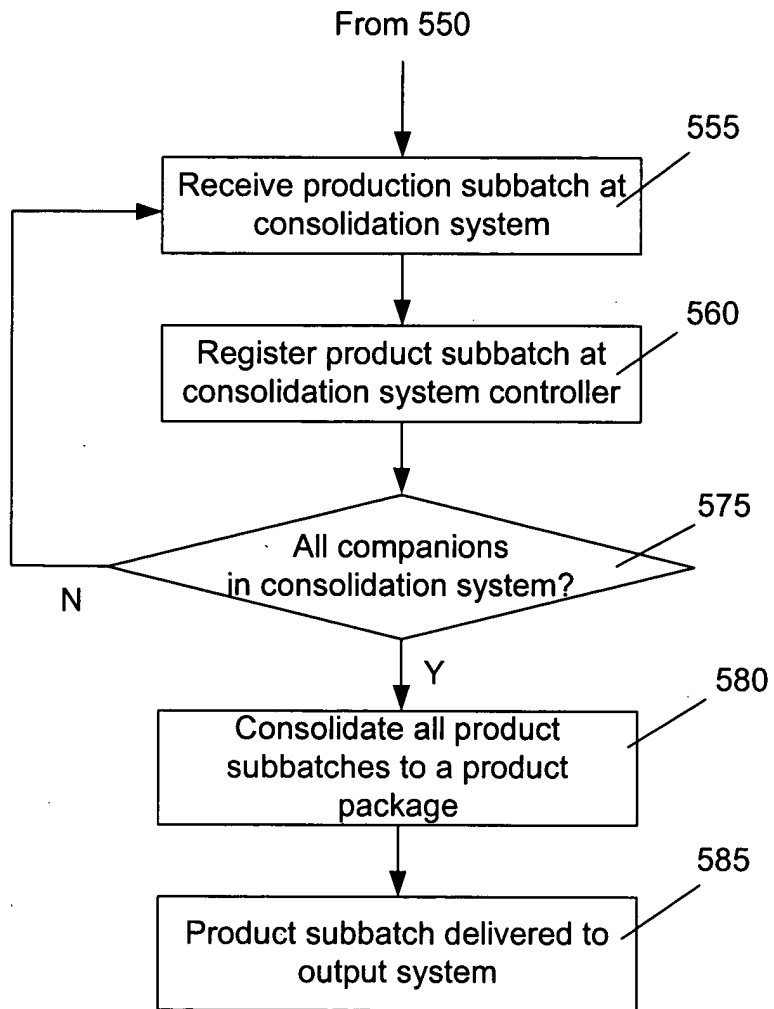 From 550
555
Receive production subbatch at
consolidation system
560
Register product subbatch at
consolidation system controller
575
All companions
in consolidation system?
N
Y
580
Consolidate all product
subbatches to a product
package
585
Product subbatch delivered to
output system